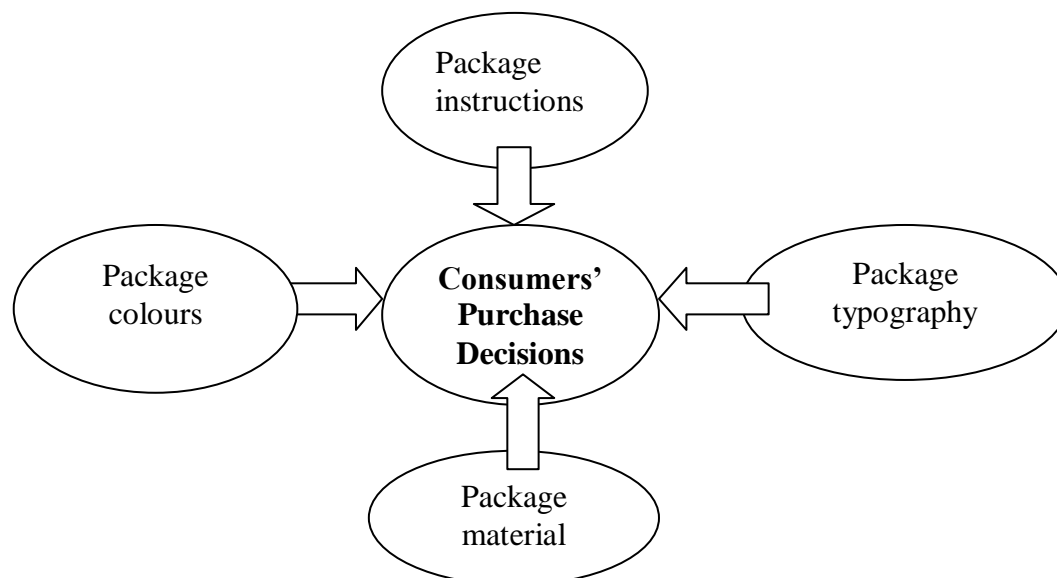 Package
instructions
Package
colours
Consumers’
Purchase
Decisions
Package
typography
Package
material